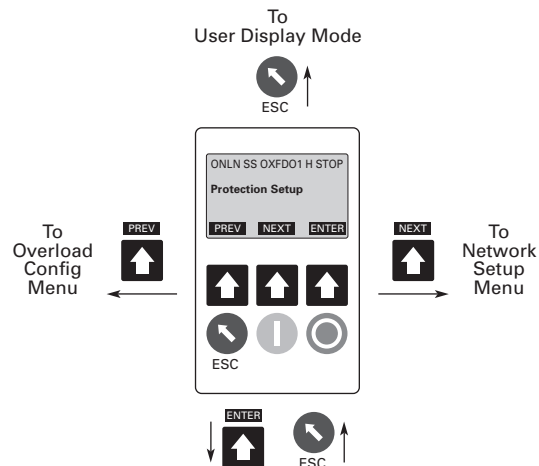 To
User Display Mode
ESC
ONLN SS OXFDO1 H STOP
Protection Setup
PREV NEXT ENTER
ESC
To
Overload
Config
Menu
PREV
NEXT
To
Network
Setup
Menu
ENTER
ESC